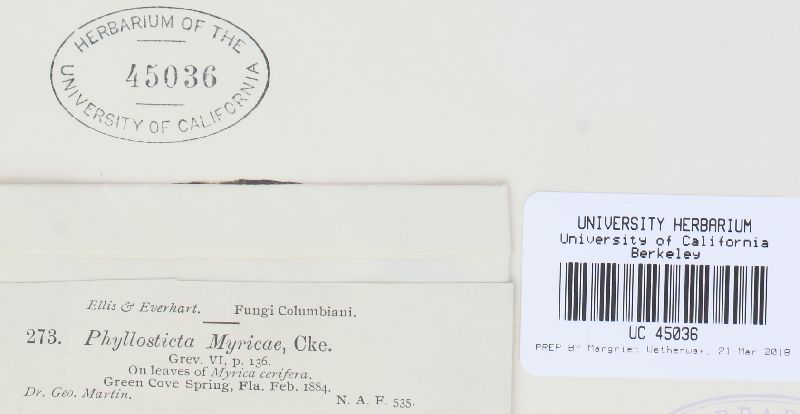 HERBARIUM OF THE
45036
UNIVERSITY OF CALIFORNIA
UNIVERSITY HERBARIUM
University of California
Berkeley
UC 45036
PREP BY Margriet Wetherwax, 21 Mar 2018
Ellis & Everhart. Fungi Columbiani.
273. Phyllosticta Myricae, Cke.
Grev. VI, p. 136.
On leaves of Myrica cerifera.
Green Cove Spring, Fla. Feb. 1884.
Dr. Geo. Martin. N. A. F. 535.